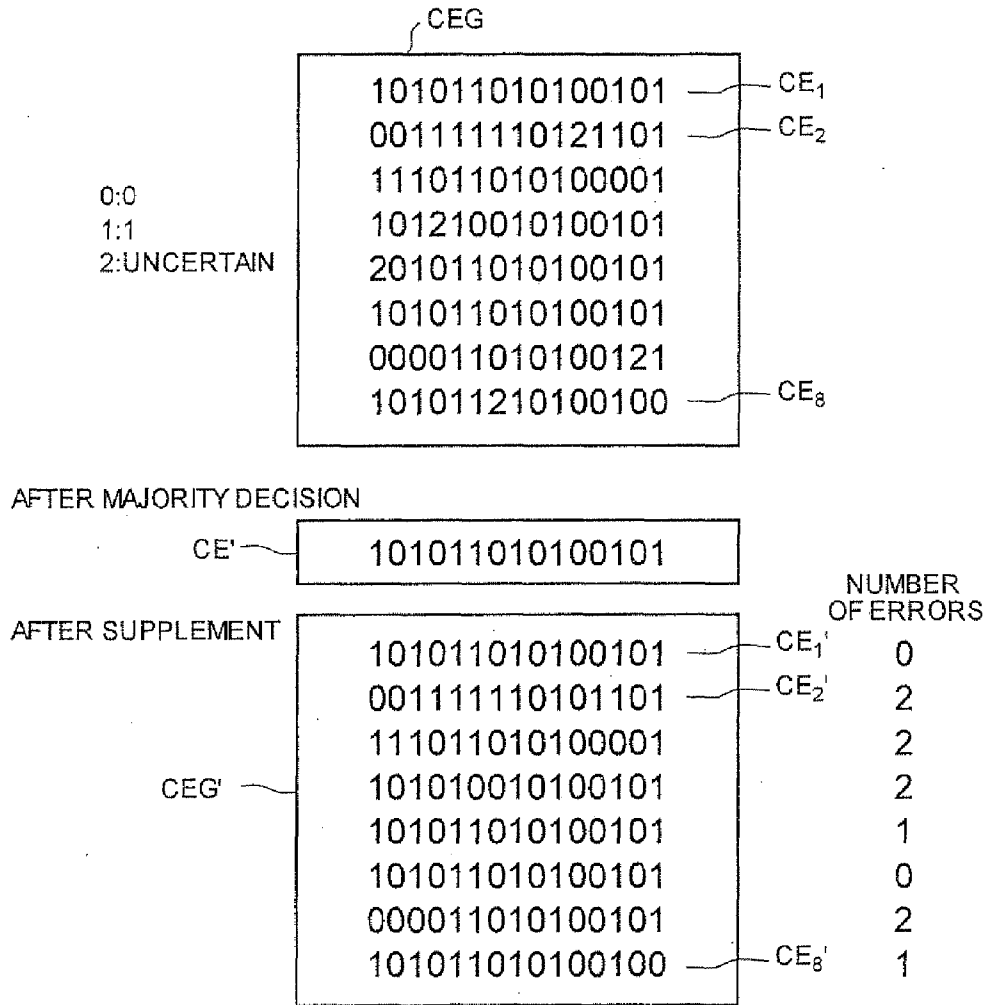 CEG
101011010100101 CE₁
001111110121101 CE₂
111011010100001
101210010100101
201011010100101
101011010100101
000011010100121
101011210100100 CE₈
0:0
1:1
2:UNCERTAIN
AFTER MAJORITY DECISION
CE' 101011010100101
NUMBER
OF ERRORS
AFTER SUPPLEMENT
CEG'
101011010100101 CE₁' 0
001111110101101 CE₂' 2
111011010100001 2
101010010100101 2
101011010100101 1
101011010100101 0
000011010100101 2
101011010100100 CE₈' 1